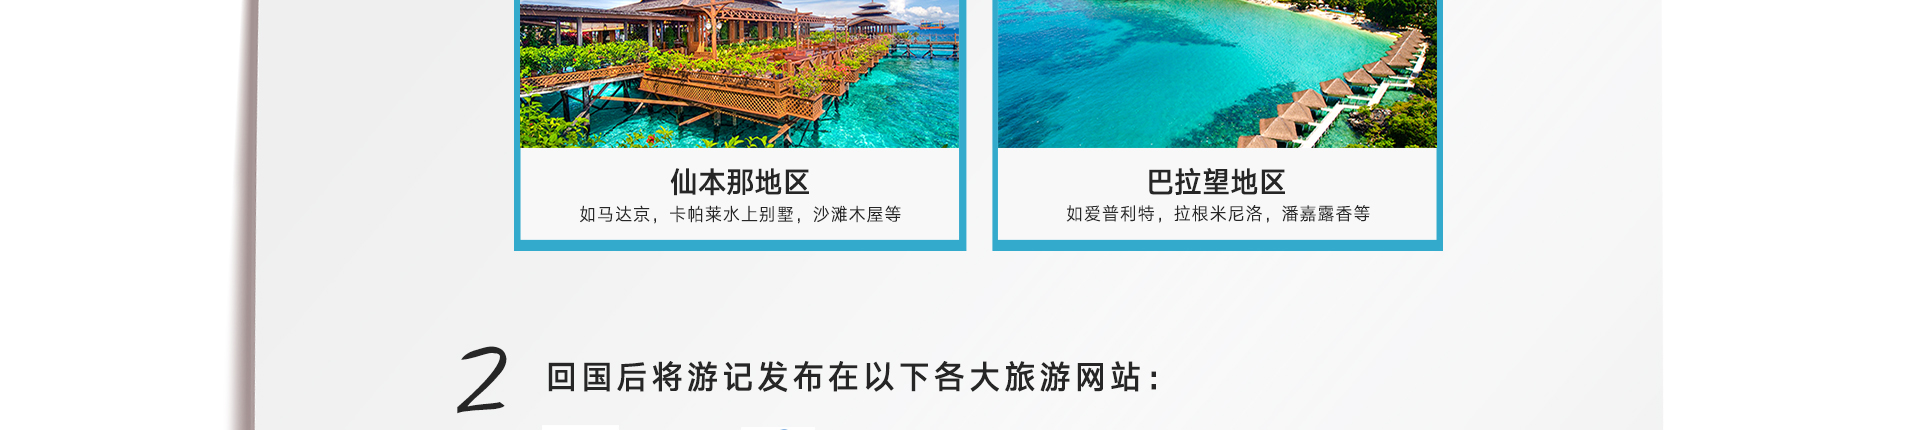 仙本那地区
如马达京，卡帕莱水上别墅，沙滩木屋等
巴拉望地区
如爱普利特，拉根米尼洛，潘嘉露香等
2 回国后将游记发布在以下各大旅游网站：